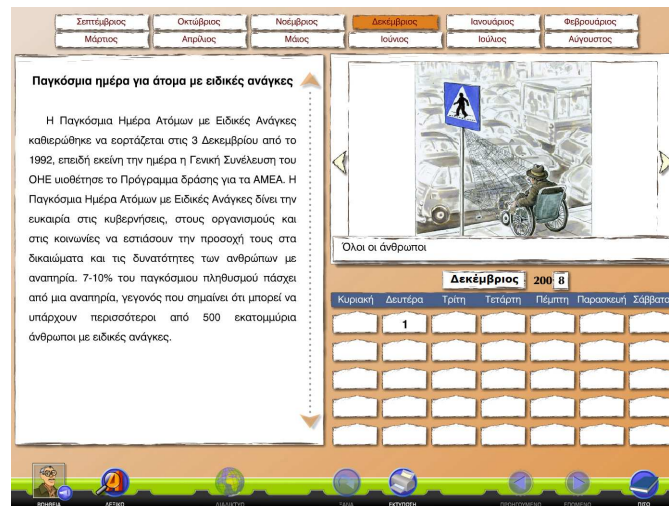 Σεπτέμβριος Οκτώβριος Νοέμβριος Δεκέμβριος Ιανουάριος Φεβρουάριος
Μάρτιος Απρίλιος Μάιος Ιούνιος Ιούλιος Αύγουστος
Παγκόσμια ημέρα για άτομα με ειδικές ανάγκες
Η Παγκόσμια Ημέρα Ατόμων με Ειδικές Ανάγκες
καθιερώθηκε να εορτάζεται στις 3 Δεκεμβρίου από το
1992, επειδή εκείνη την ημέρα η Γενική Συνέλευση του
ΟΗΕ υιοθέτησε το Πρόγραμμα δράσης για τα ΑΜΕΑ. Η
Παγκόσμια Ημέρα Ατόμων με Ειδικές Ανάγκες δίνει την
ευκαιρία στις κυβερνήσεις, στους οργανισμούς και
στις κοινωνίες να εστιάσουν την προσοχή τους στα
δικαιώματα και τις δυνατότητες των ανθρώπων με
αναπηρία. 7-10% του παγκόσμιου πληθυσμού πάσχει
από μια αναπηρία, γεγονός που σημαίνει ότι μπορεί να
υπάρχουν περισσότεροι από 500 εκατομμύρια
άνθρωποι με ειδικές ανάγκες.
Όλοι οι άνθρωποι
Δεκέμβριος 200 8
Κυριακή Δευτέρα Τρίτη Τετάρτη Πέμπτη Παρασκευή Σάββατο
1
ΒΟΗΘΕΙΑ ΛΕΞΙΚΟ ΔΙΑΔΙΚΤΥΟ ΞΑΝΑ ΕΚΤΥΠΩΣΗ ΠΡΟΗΓΟΥΜΕΝΟ ΕΠΟΜΕΝΟ ΠΙΣΩ